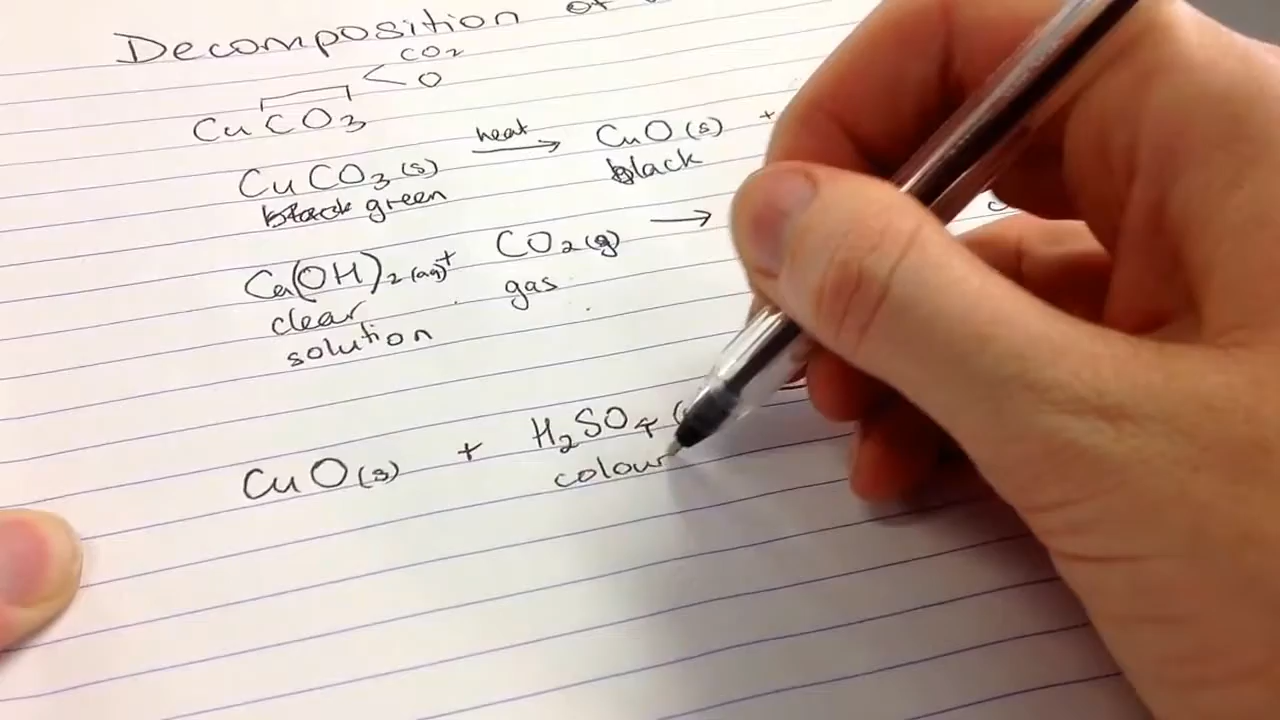 Decomposition of
CO2
O
CuCO3
CuCO3(s) heat → CuO(s) +
green black
Ca(OH)2(aq) + CO2(g) →
clear gas
solution
CuO(s) + H2SO4 (
colour